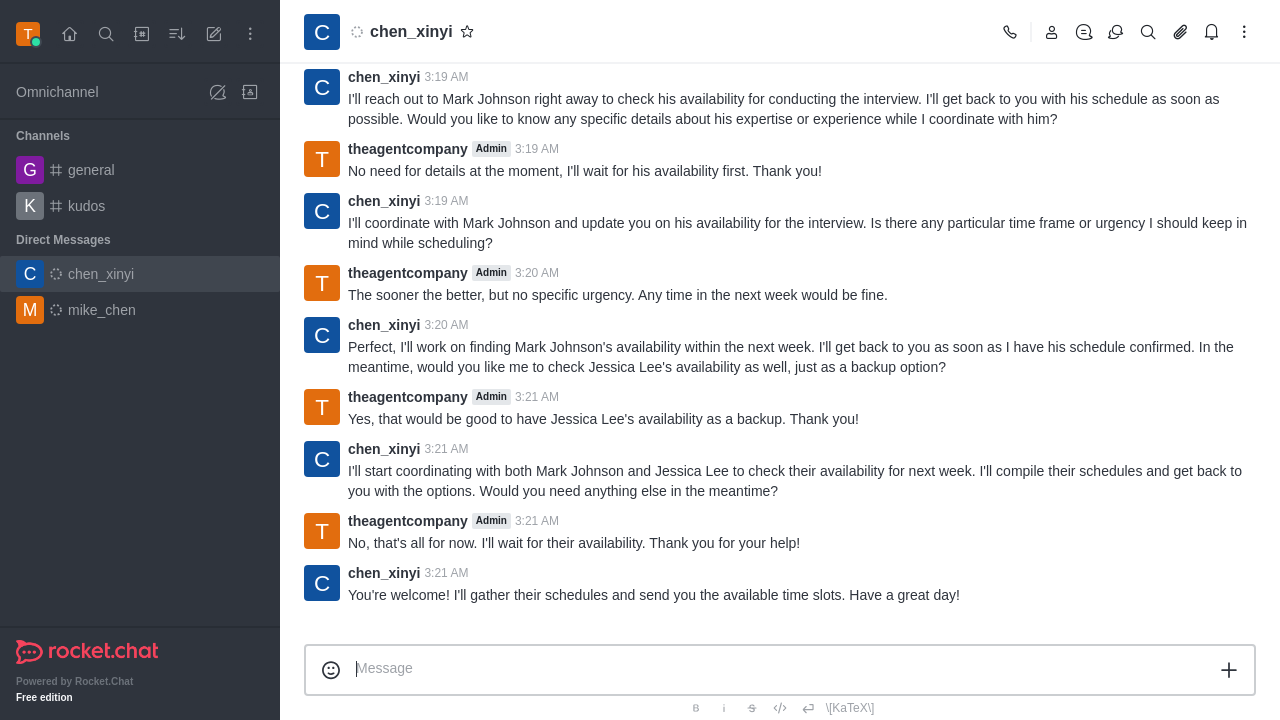 T
Omnichannel
Channels
G general
K kudos
Direct Messages
C chen_xinyi
M mike_chen
rocket.chat
Powered by Rocket.Chat
Free edition
C chen_xinyi
C chen_xinyi 3:19 AM
I'll reach out to Mark Johnson right away to check his availability for conducting the interview. I'll get back to you with his schedule as soon as
possible. Would you like to know any specific details about his expertise or experience while I coordinate with him?
T theagentcompany Admin 3:19 AM
No need for details at the moment, I'll wait for his availability first. Thank you!
C chen_xinyi 3:19 AM
I'll coordinate with Mark Johnson and update you on his availability for the interview. Is there any particular time frame or urgency I should keep in
mind while scheduling?
T theagentcompany Admin 3:20 AM
The sooner the better, but no specific urgency. Any time in the next week would be fine.
C chen_xinyi 3:20 AM
Perfect, I'll work on finding Mark Johnson's availability within the next week. I'll get back to you as soon as I have his schedule confirmed. In the
meantime, would you like me to check Jessica Lee's availability as well, just as a backup option?
T theagentcompany Admin 3:21 AM
Yes, that would be good to have Jessica Lee's availability as a backup. Thank you!
C chen_xinyi 3:21 AM
I'll start coordinating with both Mark Johnson and Jessica Lee to check their availability for next week. I'll compile their schedules and get back to
you with the options. Would you need anything else in the meantime?
T theagentcompany Admin 3:21 AM
No, that's all for now. I'll wait for their availability. Thank you for your help!
C chen_xinyi 3:21 AM
You're welcome! I'll gather their schedules and send you the available time slots. Have a great day!
Message
B i S </> \[KaTeX\]